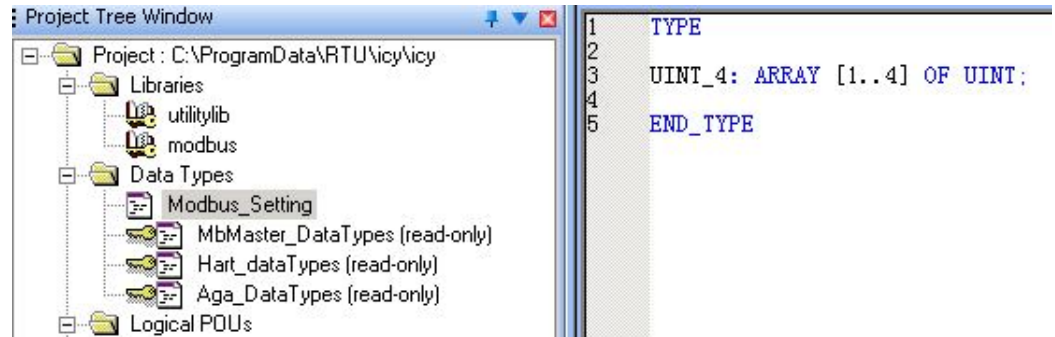 Project Tree Window
Project : C:\ProgramData\RTU\icy\icy
Libraries
utilitylib
modbus
Data Types
Modbus_Setting
MbMaster_DataTypes (read-only)
Hart_dataTypes (read-only)
Aga_DataTypes (read-only)
Logical POUs
1 TYPE
2
3 UINT_4: ARRAY [1..4] OF UINT;
4
5 END_TYPE